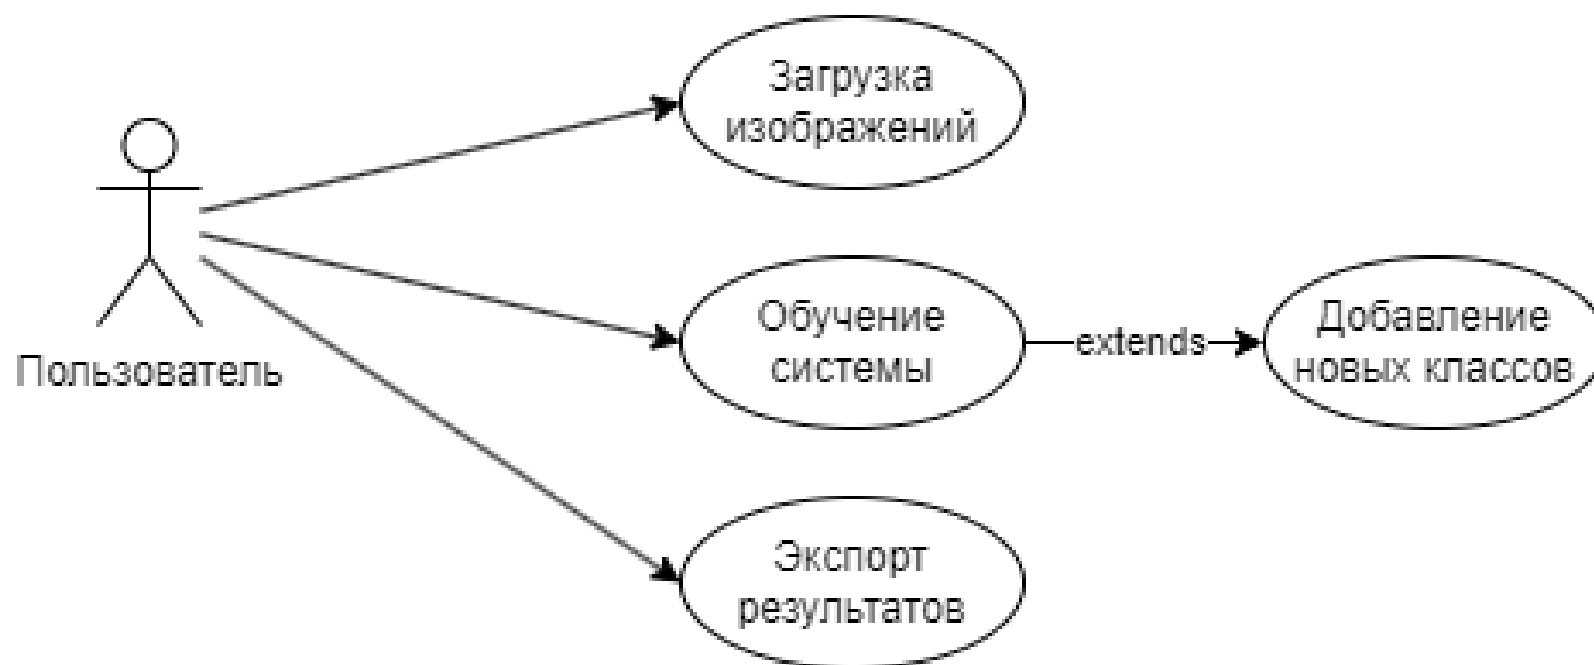 Загрузка
изображений
Пользователь
Обучение
системы
extends
Добавление
новых классов
Экспорт
результатов